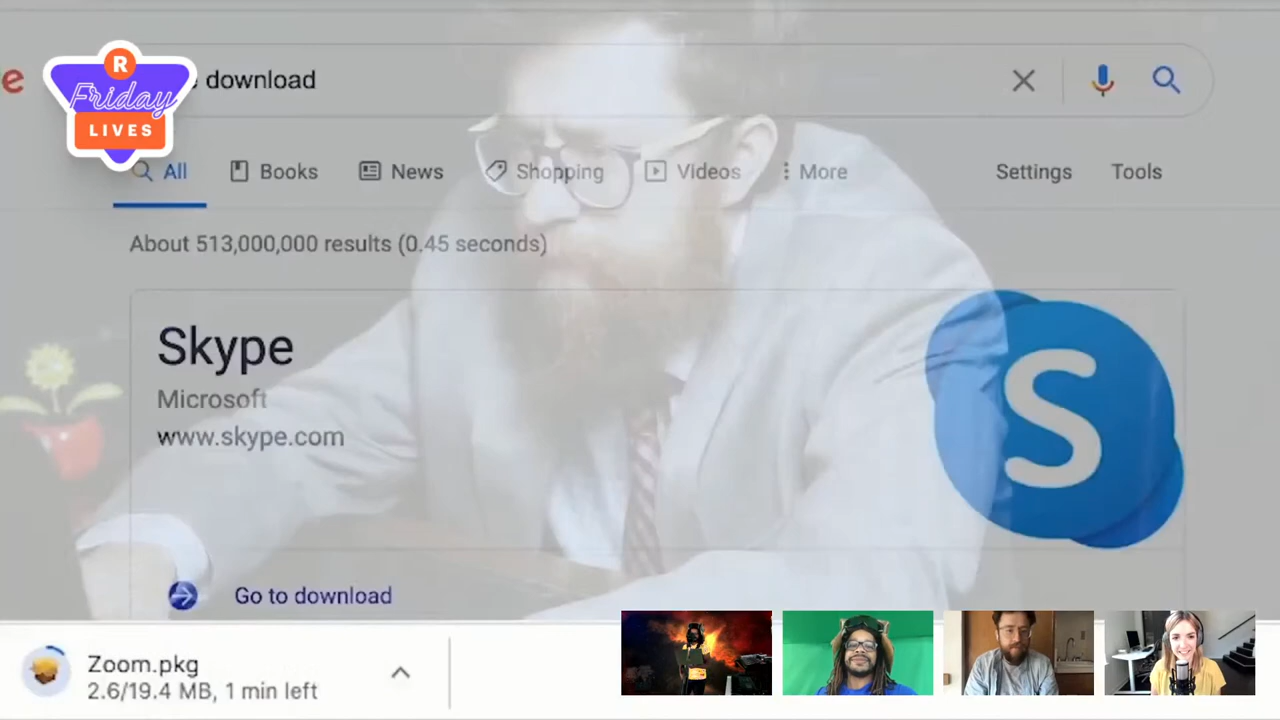 e
R
Friday
LIVES
download
All
Books
News
Shopping
Videos
More
Settings
Tools
About 513,000,000 results (0.45 seconds)
Skype
Microsoft
www.skype.com
S
Go to download
Zoom.pkg
2.6/19.4 MB, 1 min left